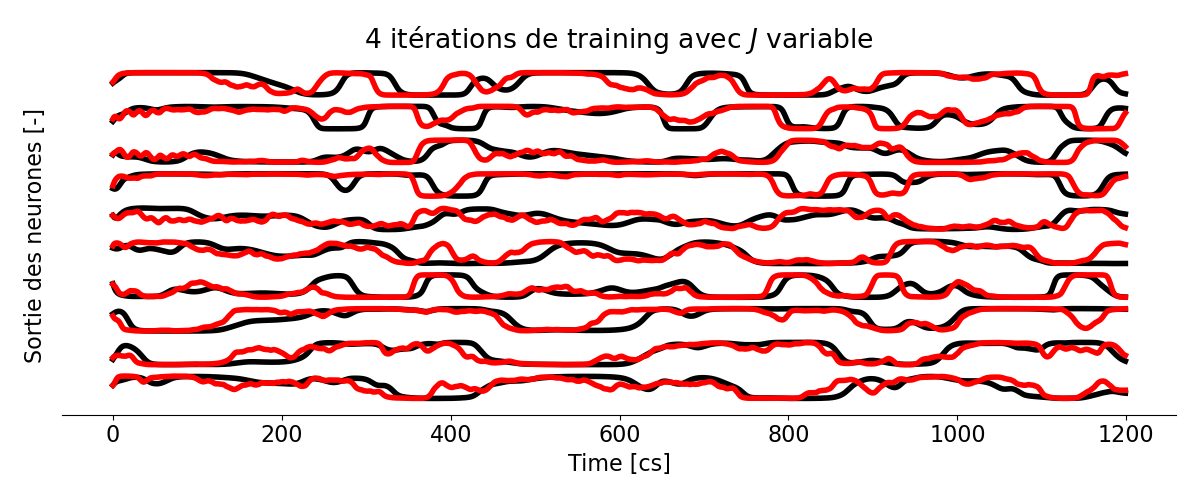 4 itérations de training avec J variable
Sortie des neurones [-]
0 200 400 600 800 1000 1200
Time [cs]